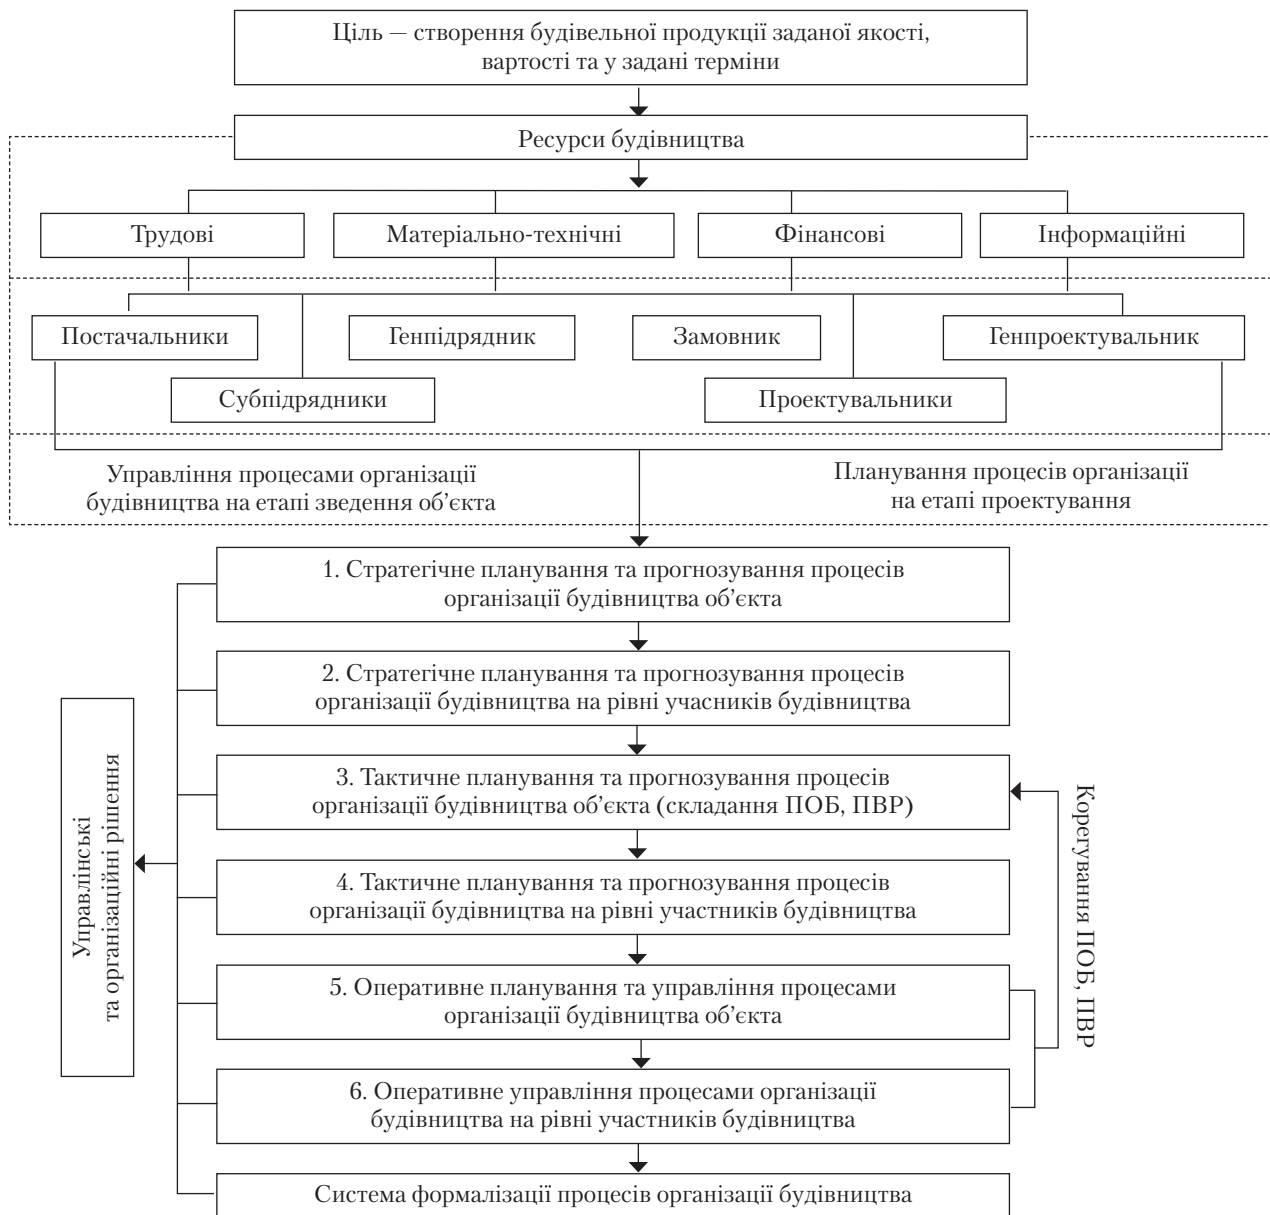 Ціль — створення будівельної продукції заданої якості,
вартості та у задані терміни
Ресурси будівництва
Трудові
Матеріально-технічні
Фінансові
Інформаційні
Постачальники
Генпідрядник
Замовник
Генпроектувальник
Субпідрядники
Проектувальники
Управління процесами організації
будівництва на етапі зведення об’єкта
Планування процесів організації
на етапі проектування
1. Стратегічне планування та прогнозування процесів
організації будівництва об’єкта
2. Стратегічне планування та прогнозування процесів
організації будівництва на рівні учасників будівництва
3. Тактичне планування та прогнозування процесів
організації будівництва об’єкта (складання ПОБ, ПВР)
4. Тактичне планування та прогнозування процесів
організації будівництва на рівні участників будівництва
5. Оперативне планування та управління процесами
організації будівництва об’єкта
6. Оперативне управління процесами організації
будівництва на рівні участників будівництва
Система формалізації процесів організації будівництва
Управлінські
та організаційні рішення
Корегування ПОБ, ПВР